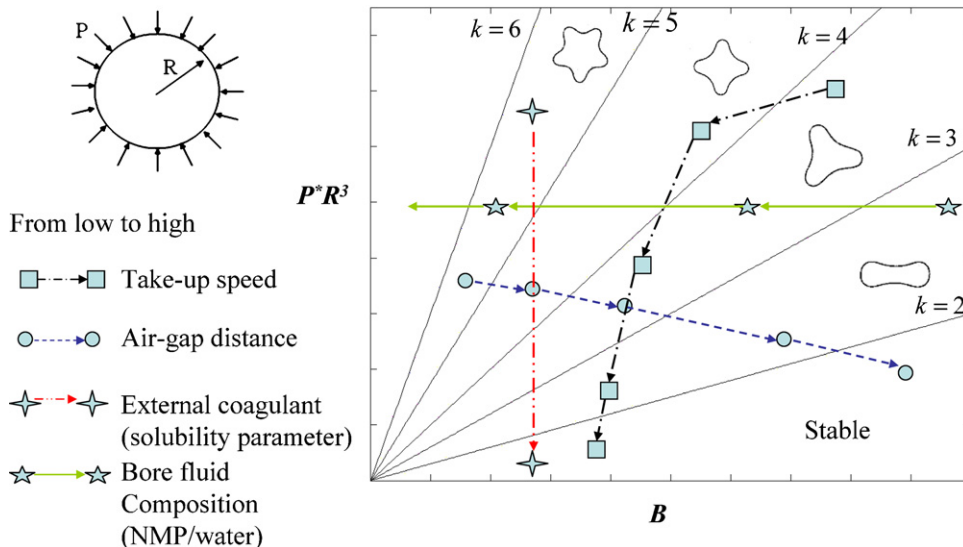 P
R
From low to high
Take-up speed
Air-gap distance
External coagulant
(solubility parameter)
Bore fluid
Composition
(NMP/water)
P*R³
k = 6
k = 5
k = 4
k = 3
k = 2
Stable
B